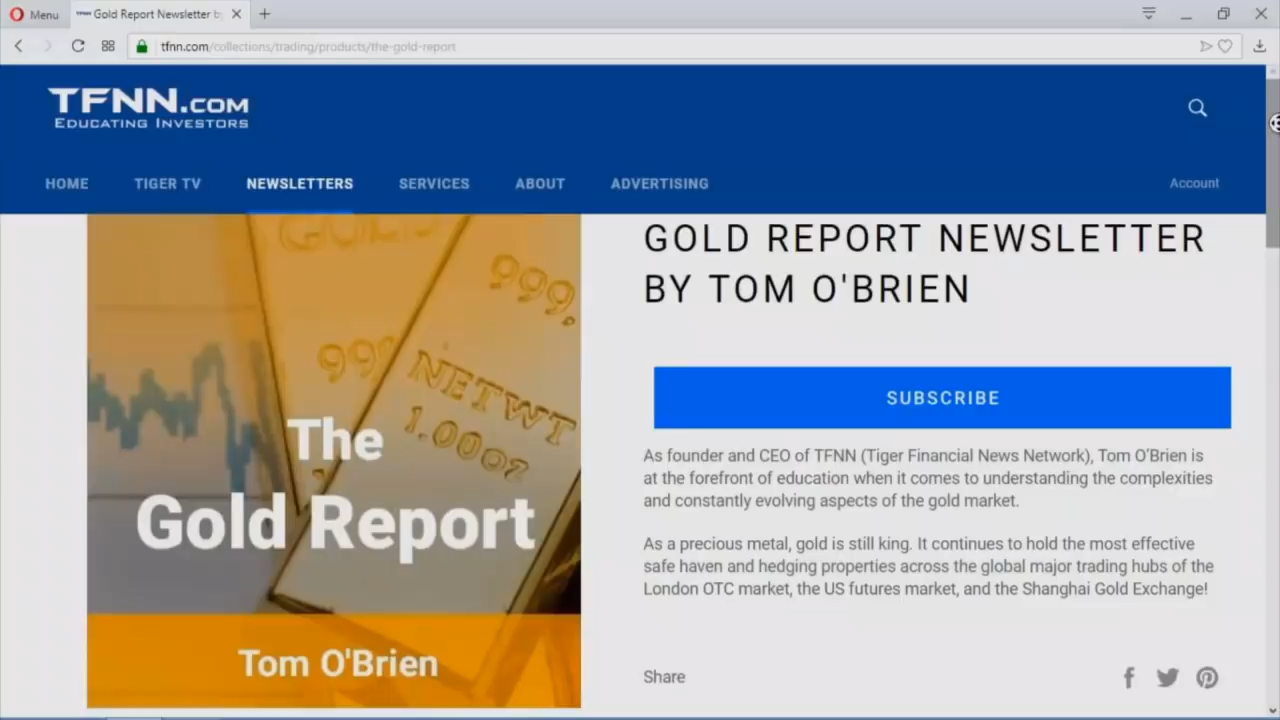 Menu
Gold Report Newsletter b
tfnn.com/collections/trading/products/the-gold-report
TFNN.COM
EDUCATING INVESTORS
HOME TIGER TV NEWSLETTERS SERVICES ABOUT ADVERTISING Account
GOLD
999,
999
NETWT
1.00oz
The
Gold Report
Tom O'Brien
GOLD REPORT NEWSLETTER
BY TOM O'BRIEN
SUBSCRIBE
As founder and CEO of TFNN (Tiger Financial News Network), Tom O'Brien is
at the forefront of education when it comes to understanding the complexities
and constantly evolving aspects of the gold market.
As a precious metal, gold is still king. It continues to hold the most effective
safe haven and hedging properties across the global major trading hubs of the
London OTC market, the US futures market, and the Shanghai Gold Exchange!
Share